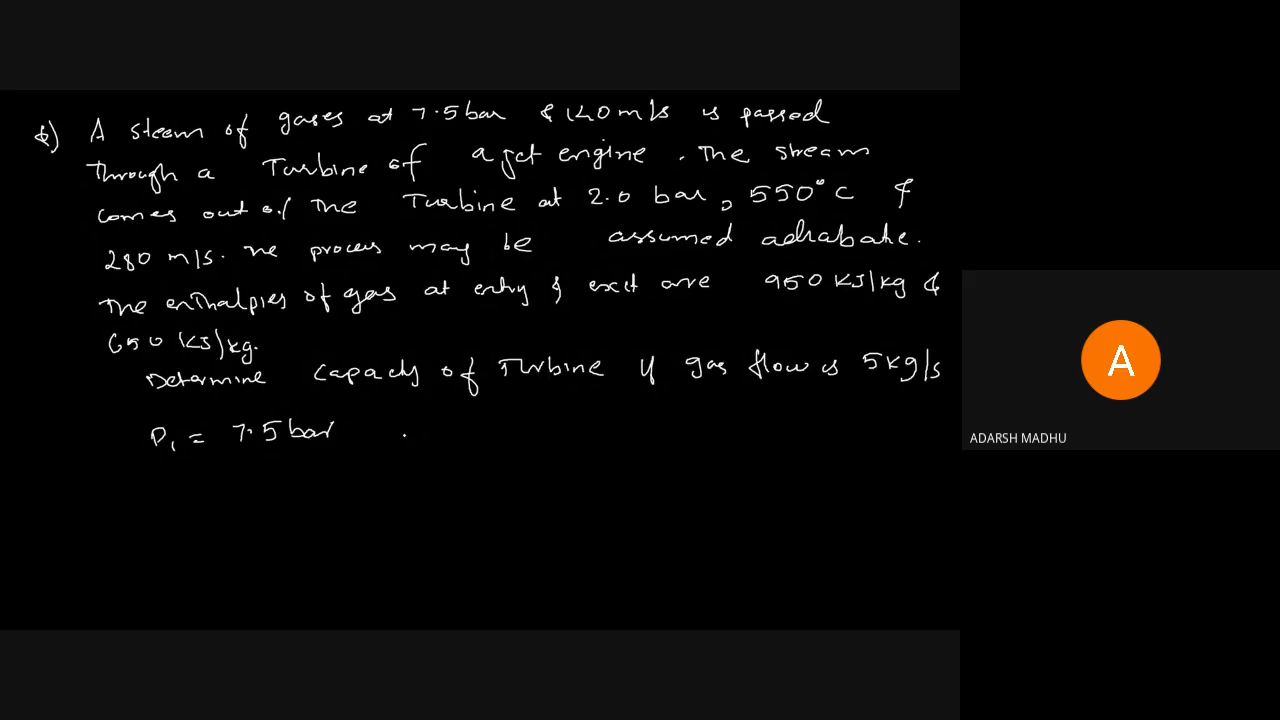 Q) A steam of gases at 7.5 bar & 140 m/s is passed
Through a Turbine of a jet engine. The stream
comes out of The Turbine at 2.0 bar, 550°C &
280 m/s. The process may be assumed adiabatic.
The enthalpies of gas at entry & exit are 950 KJ/kg &
650 KJ/kg.
Determine capacity of Turbine if gas flow is 5 kg/s
P₁ = 7.5 bar
A
ADARSH MADHU